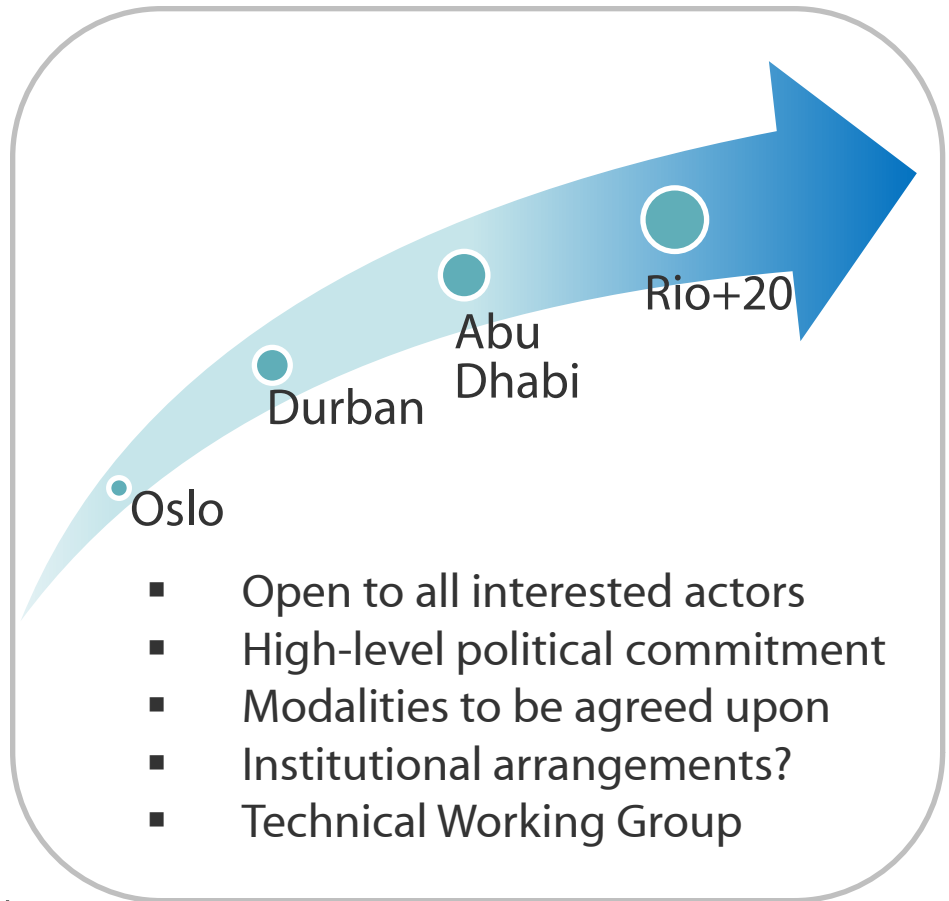 Rio+20
Abu
Dhabi
Durban
Oslo
▪ Open to all interested actors
▪ High-level political commitment
▪ Modalities to be agreed upon
▪ Institutional arrangements?
▪ Technical Working Group